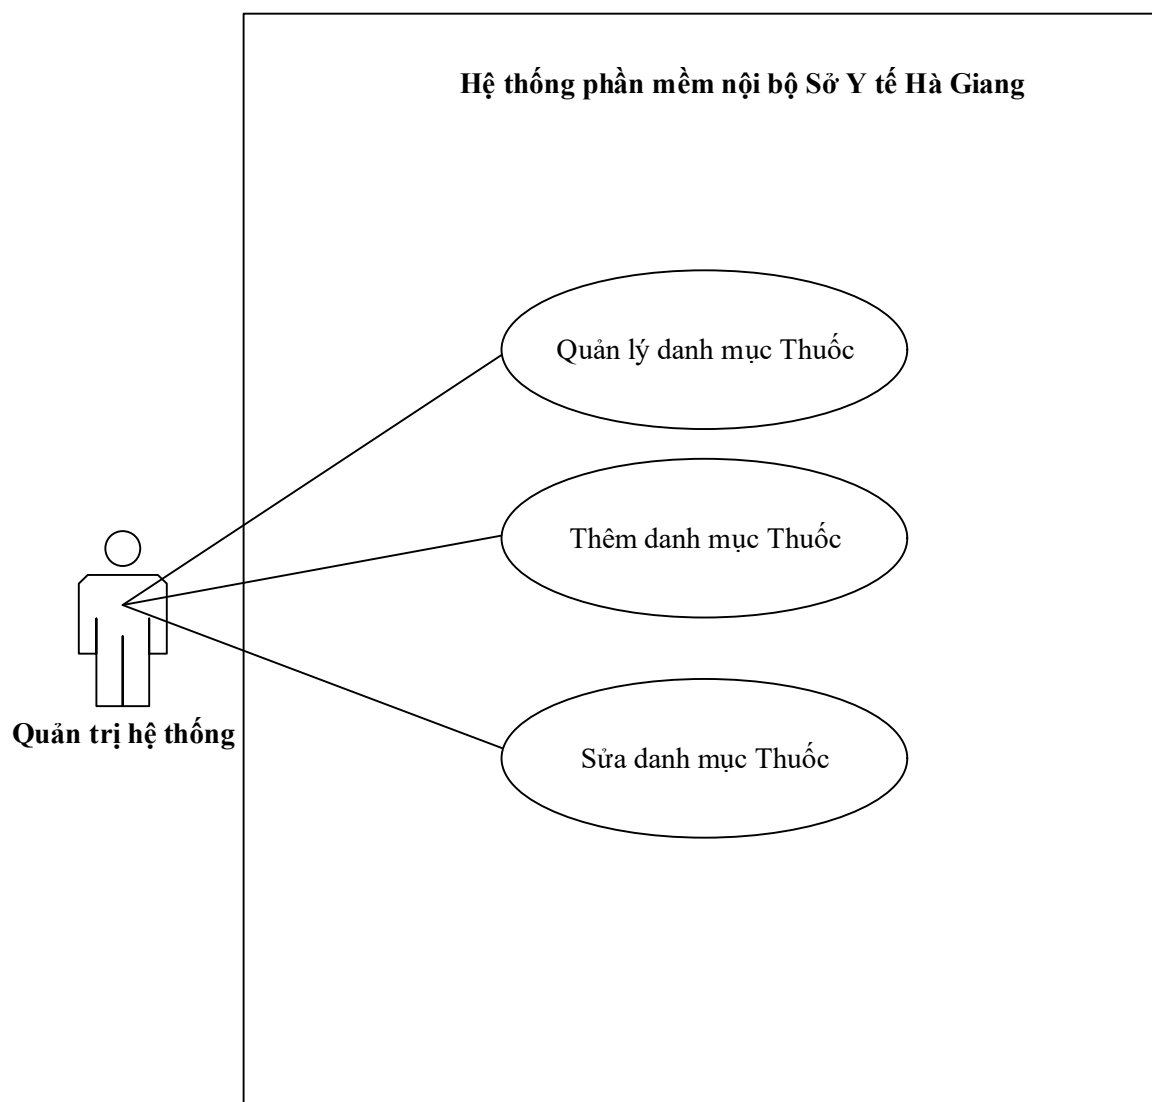 Hệ thống phần mềm nội bộ Sở Y tế Hà Giang
Quản lý danh mục Thuốc
Thêm danh mục Thuốc
Quản trị hệ thống
Sửa danh mục Thuốc